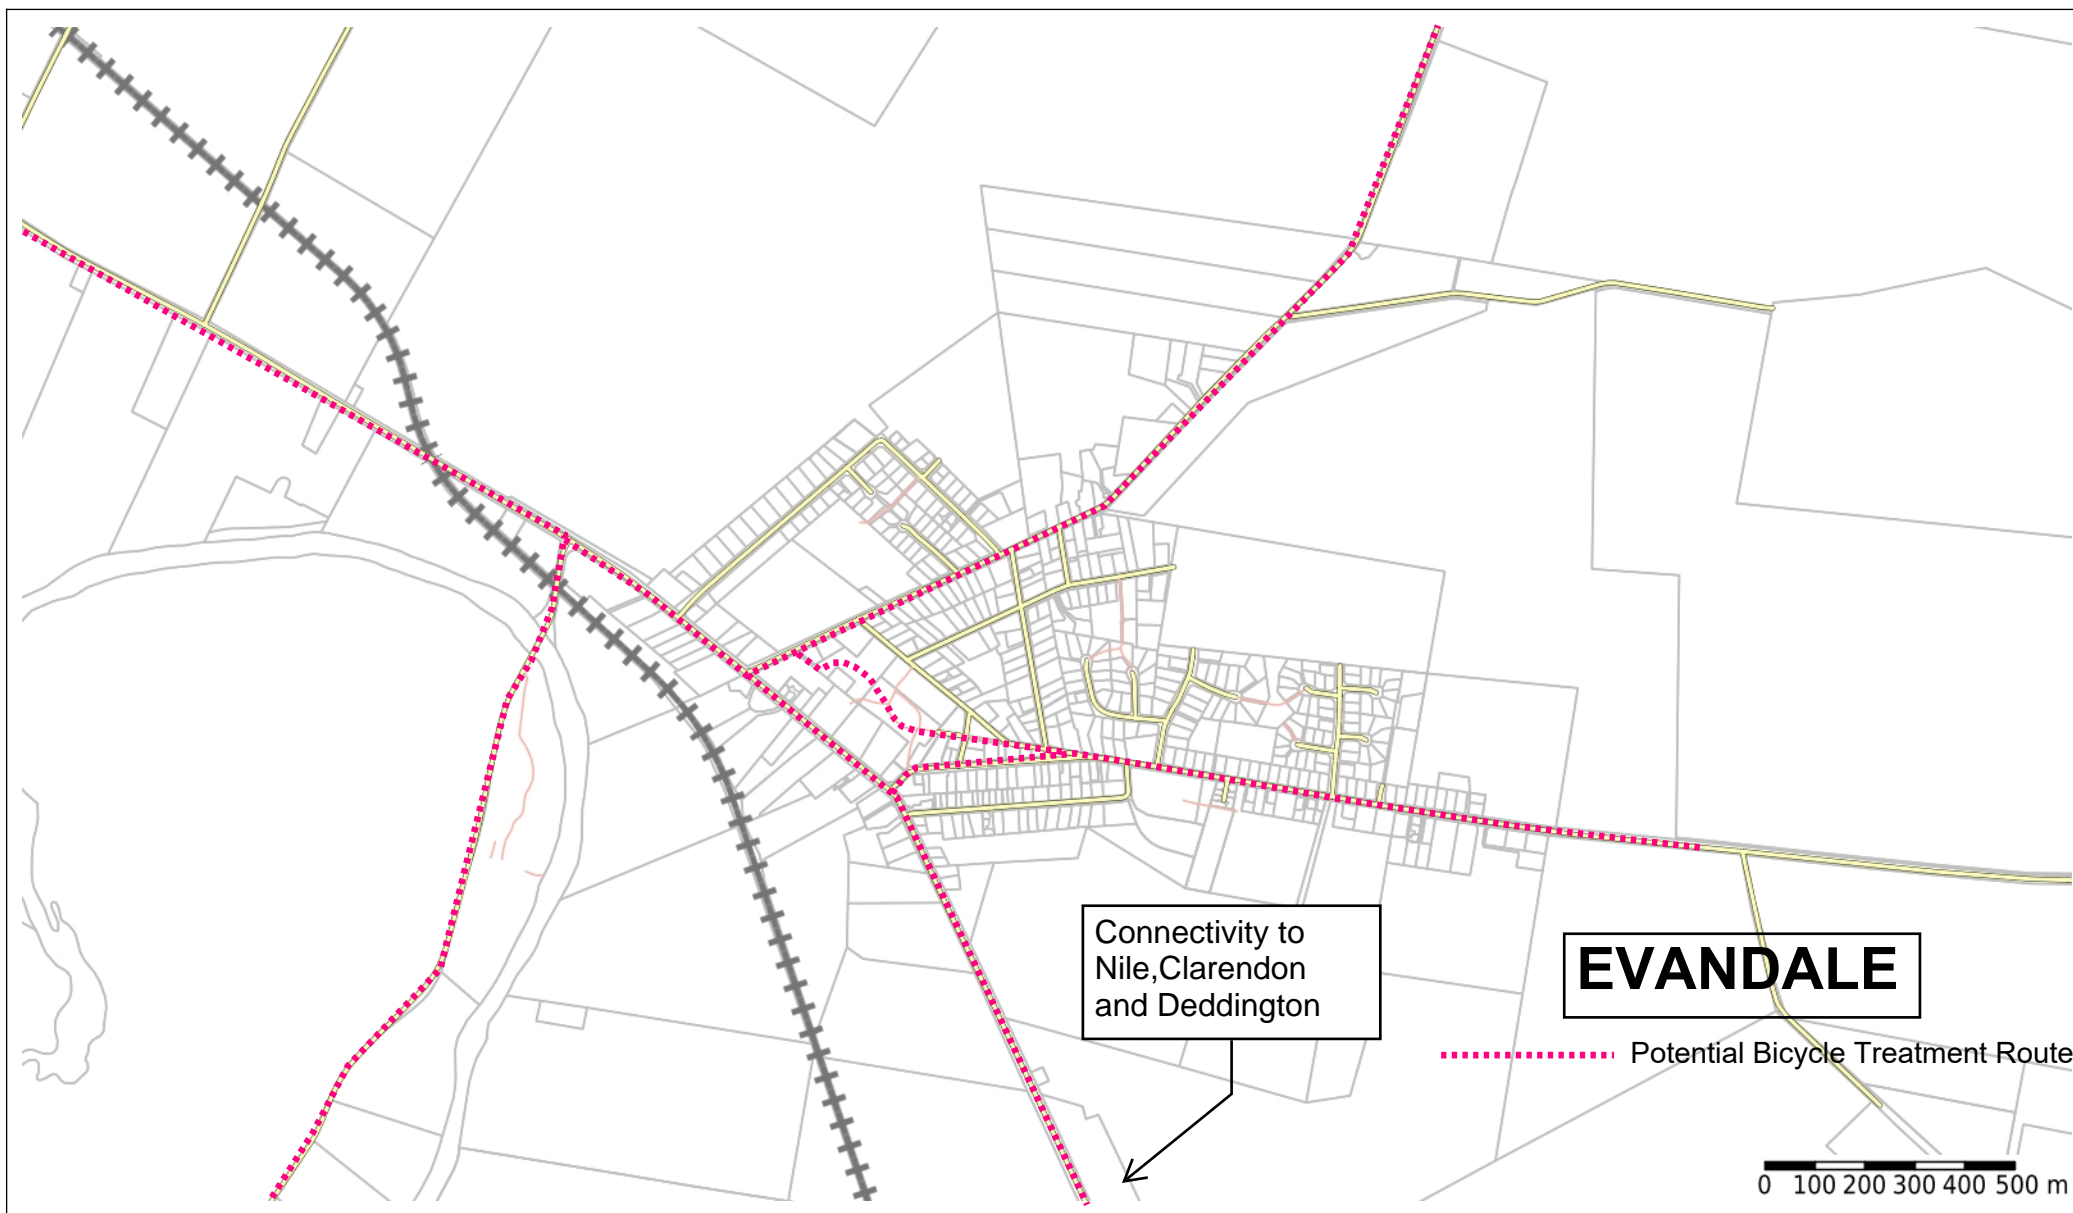 Connectivity to
Nile,Clarendon
and Deddington
EVANDALE
Potential Bicycle Treatment Route
0 100 200 300 400 500 m